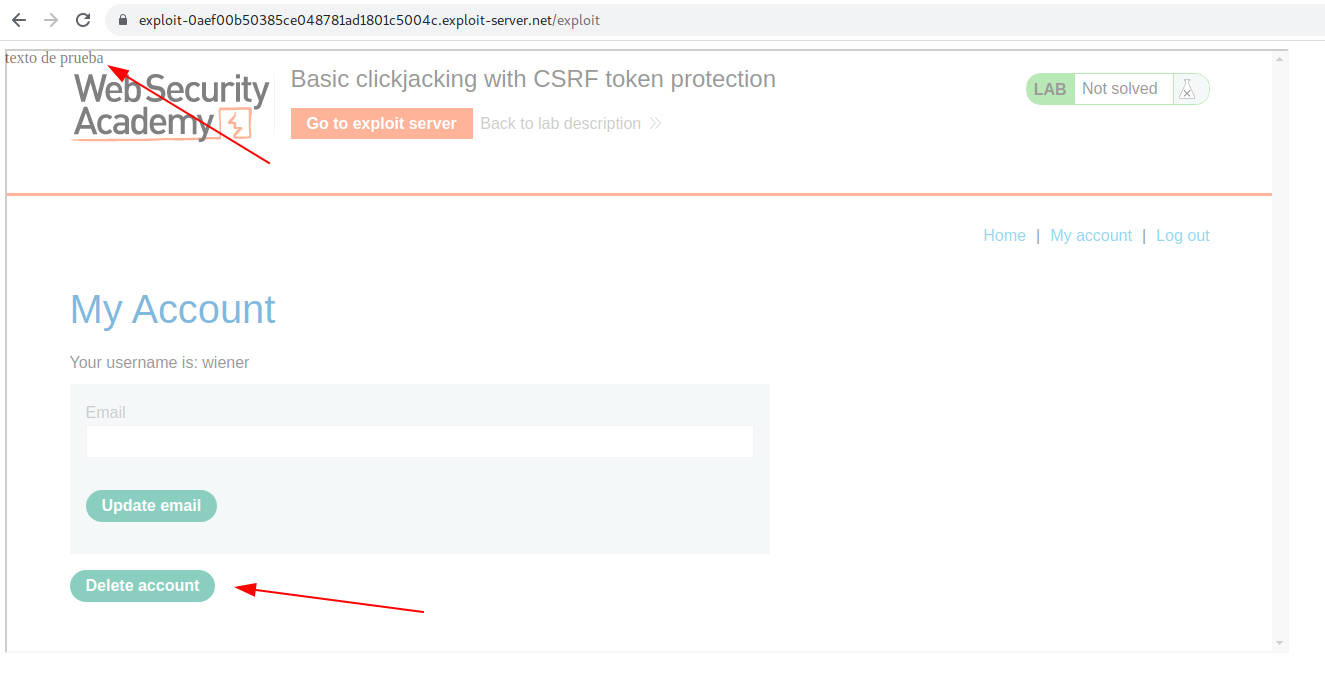 exploit-0aef00b50385ce048781ad1801c5004c.exploit-server.net/exploit
texto de prueba
WebSecurity
Academy
Basic clickjacking with CSRF token protection
Go to exploit server Back to lab description
LAB Not solved
Home | My account | Log out
My Account
Your username is: wiener
Email
Update email
Delete account